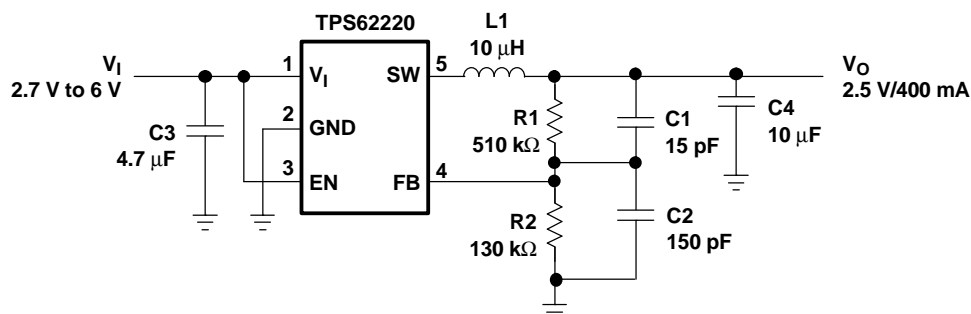 TPS62220
V_I
2.7 V to 6 V
C3
4.7 μF
1
V_I
2
GND
3
EN
SW
5
FB
4
L1
10 μH
R1
510 kΩ
R2
130 kΩ
C1
15 pF
C2
150 pF
C4
10 μF
V_O
2.5 V/400 mA